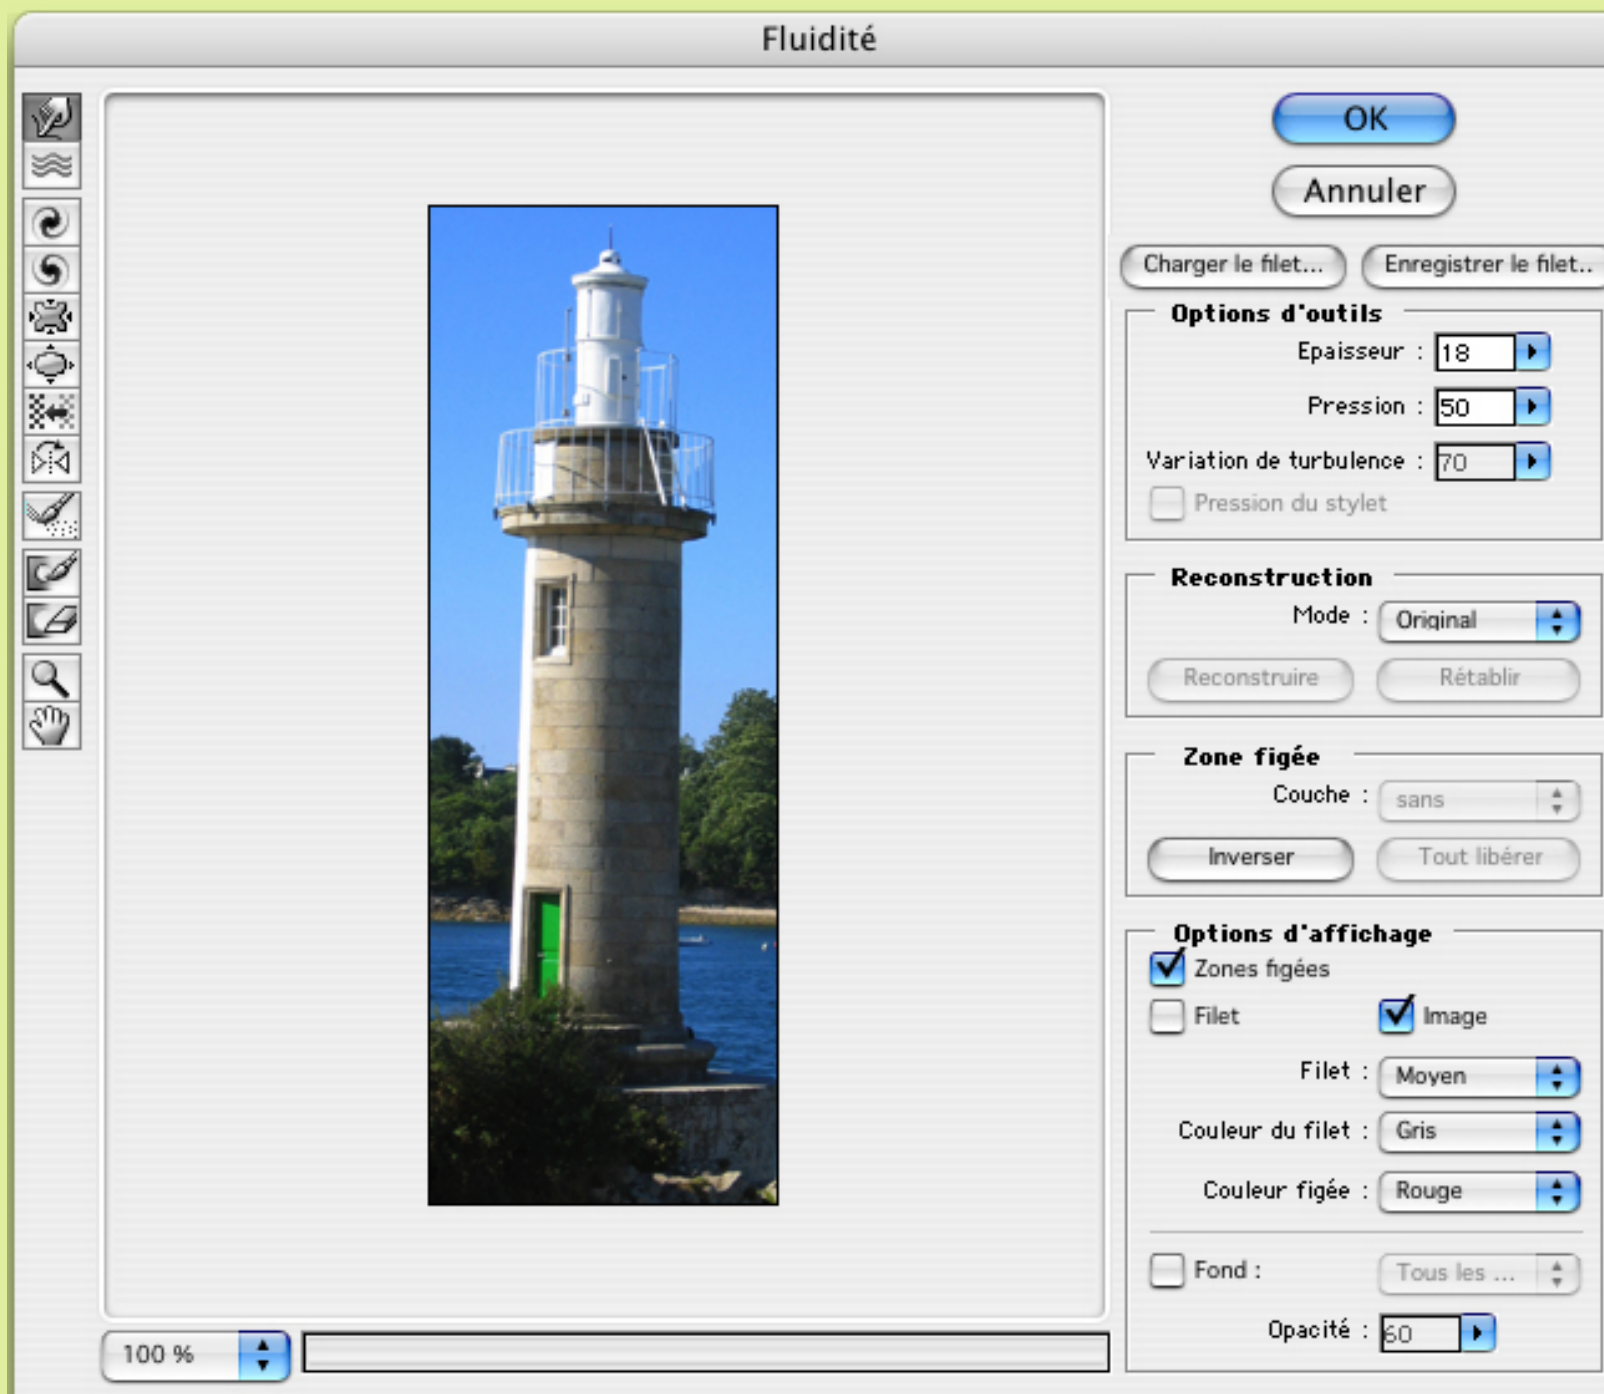 Fluidité
OK
Annuler
Charger le filet... Enregistrer le filet..
Options d'outils
Epaisseur : 18
Pression : 50
Variation de turbulence : 70
Pression du stylet
Reconstruction
Mode : Original
Reconstruire Rétablir
Zone figée
Couche : sans
Inverser Tout libérer
Options d'affichage
Zones figées
Filet Image
Filet : Moyen
Couleur du filet : Gris
Couleur figée : Rouge
Fond : Tous les ...
Opacité : 60
100 %